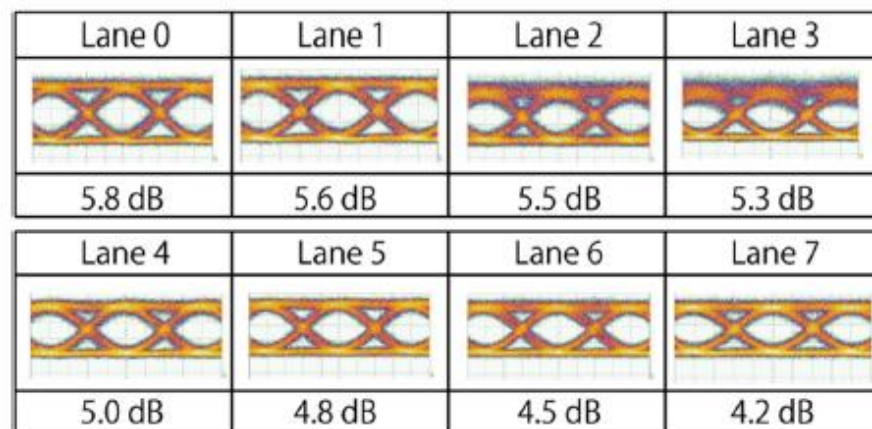 Lane 0 Lane 1 Lane 2 Lane 3
5.8 dB 5.6 dB 5.5 dB 5.3 dB
Lane 4 Lane 5 Lane 6 Lane 7
5.0 dB 4.8 dB 4.5 dB 4.2 dB